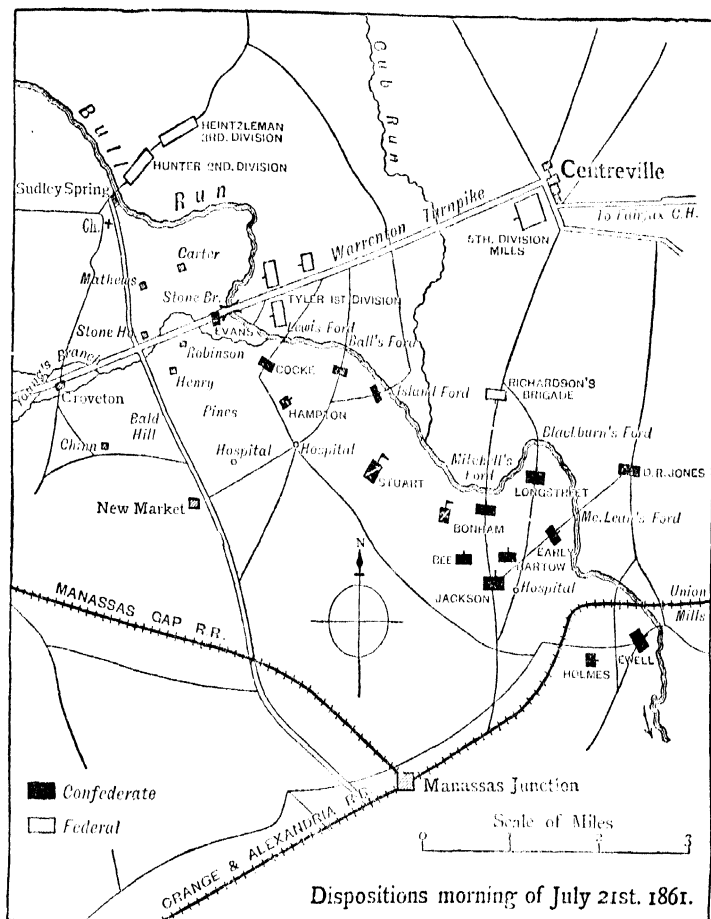 Bull
Run
Cub Run
HEINTZLEMAN
3RD. DIVISION
HUNTER 2ND. DIVISION
Sudley Spring
Ch.
Centreville
Warrenton Turnpike
To Fairfax C.H.
5TH. DIVISION
MILLS
Carter
Mathews
Stone Br.
TYLER 1ST DIVISION
EVANS
Lewis Ford
Ball's Ford
Stone Ho.
Robinson
Young's Branch
Henry
COCKE
Island Ford
Groveton
Pines
HAMPTON
RICHARDSON'S
BRIGADE
Bald
Hill
Chinn
Hospital
Hospital
Blackburn's Ford
Mitchell's
Ford
STUART
D.R. JONES
LONGSTREET
New Market
BONHAM
Mc. Lean's Ford
EARLY
BEE
BARTOW
JACKSON
Hospital
N
MANASSAS GAP R.R.
Union
Mills
HOLMES
EWELL
Confederate
Federal
Manassas Junction
ORANGE & ALEXANDRIA R.R.
Scale of Miles
0 1 2 3
Dispositions morning of July 21st. 1861.